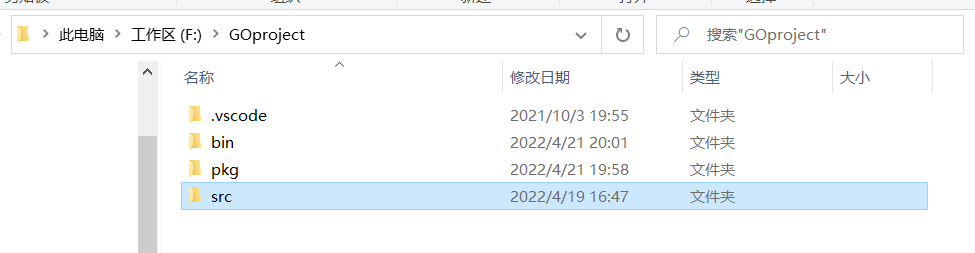 此电脑 > 工作区 (F:) > GOproject 搜索"GOproject"
名称 修改日期 类型 大小
.vscode 2021/10/3 19:55 文件夹
bin 2022/4/21 20:01 文件夹
pkg 2022/4/21 19:58 文件夹
src 2022/4/19 16:47 文件夹